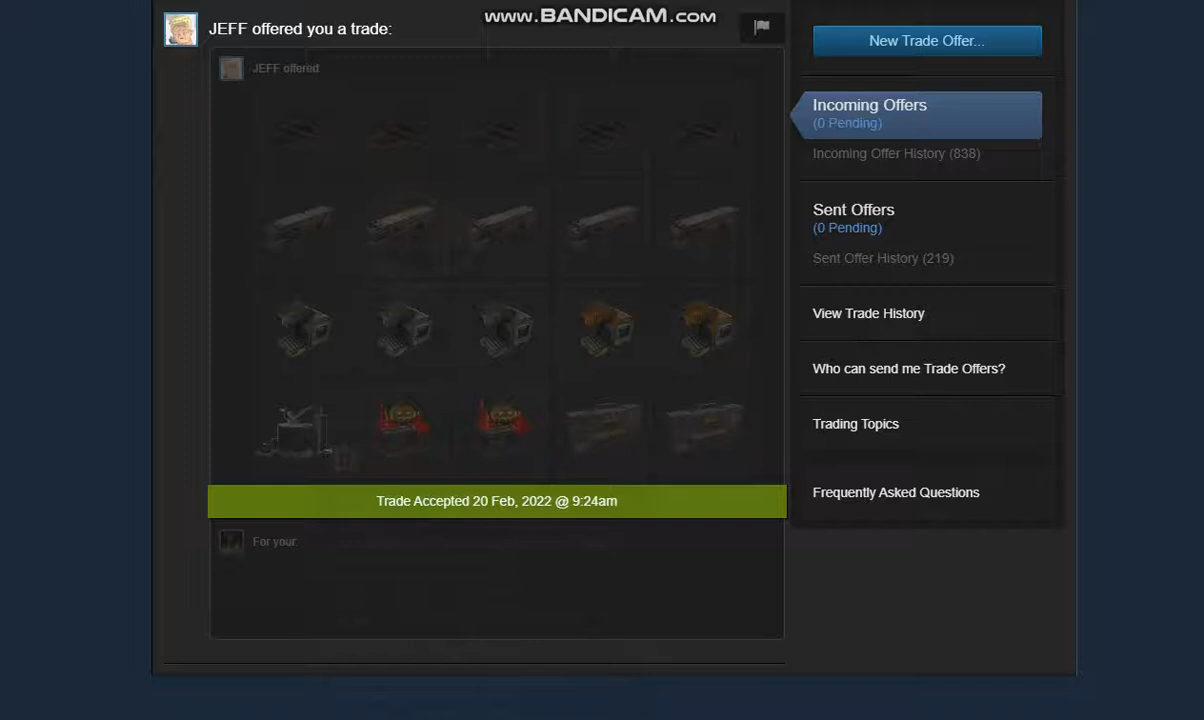 www.BANDICAM.com
JEFF offered you a trade:
JEFF offered
Trade Accepted 20 Feb, 2022 @ 9:24am
For your:
New Trade Offer...
Incoming Offers
(0 Pending)
Incoming Offer History (838)
Sent Offers
(0 Pending)
Sent Offer History (219)
View Trade History
Who can send me Trade Offers?
Trading Topics
Frequently Asked Questions